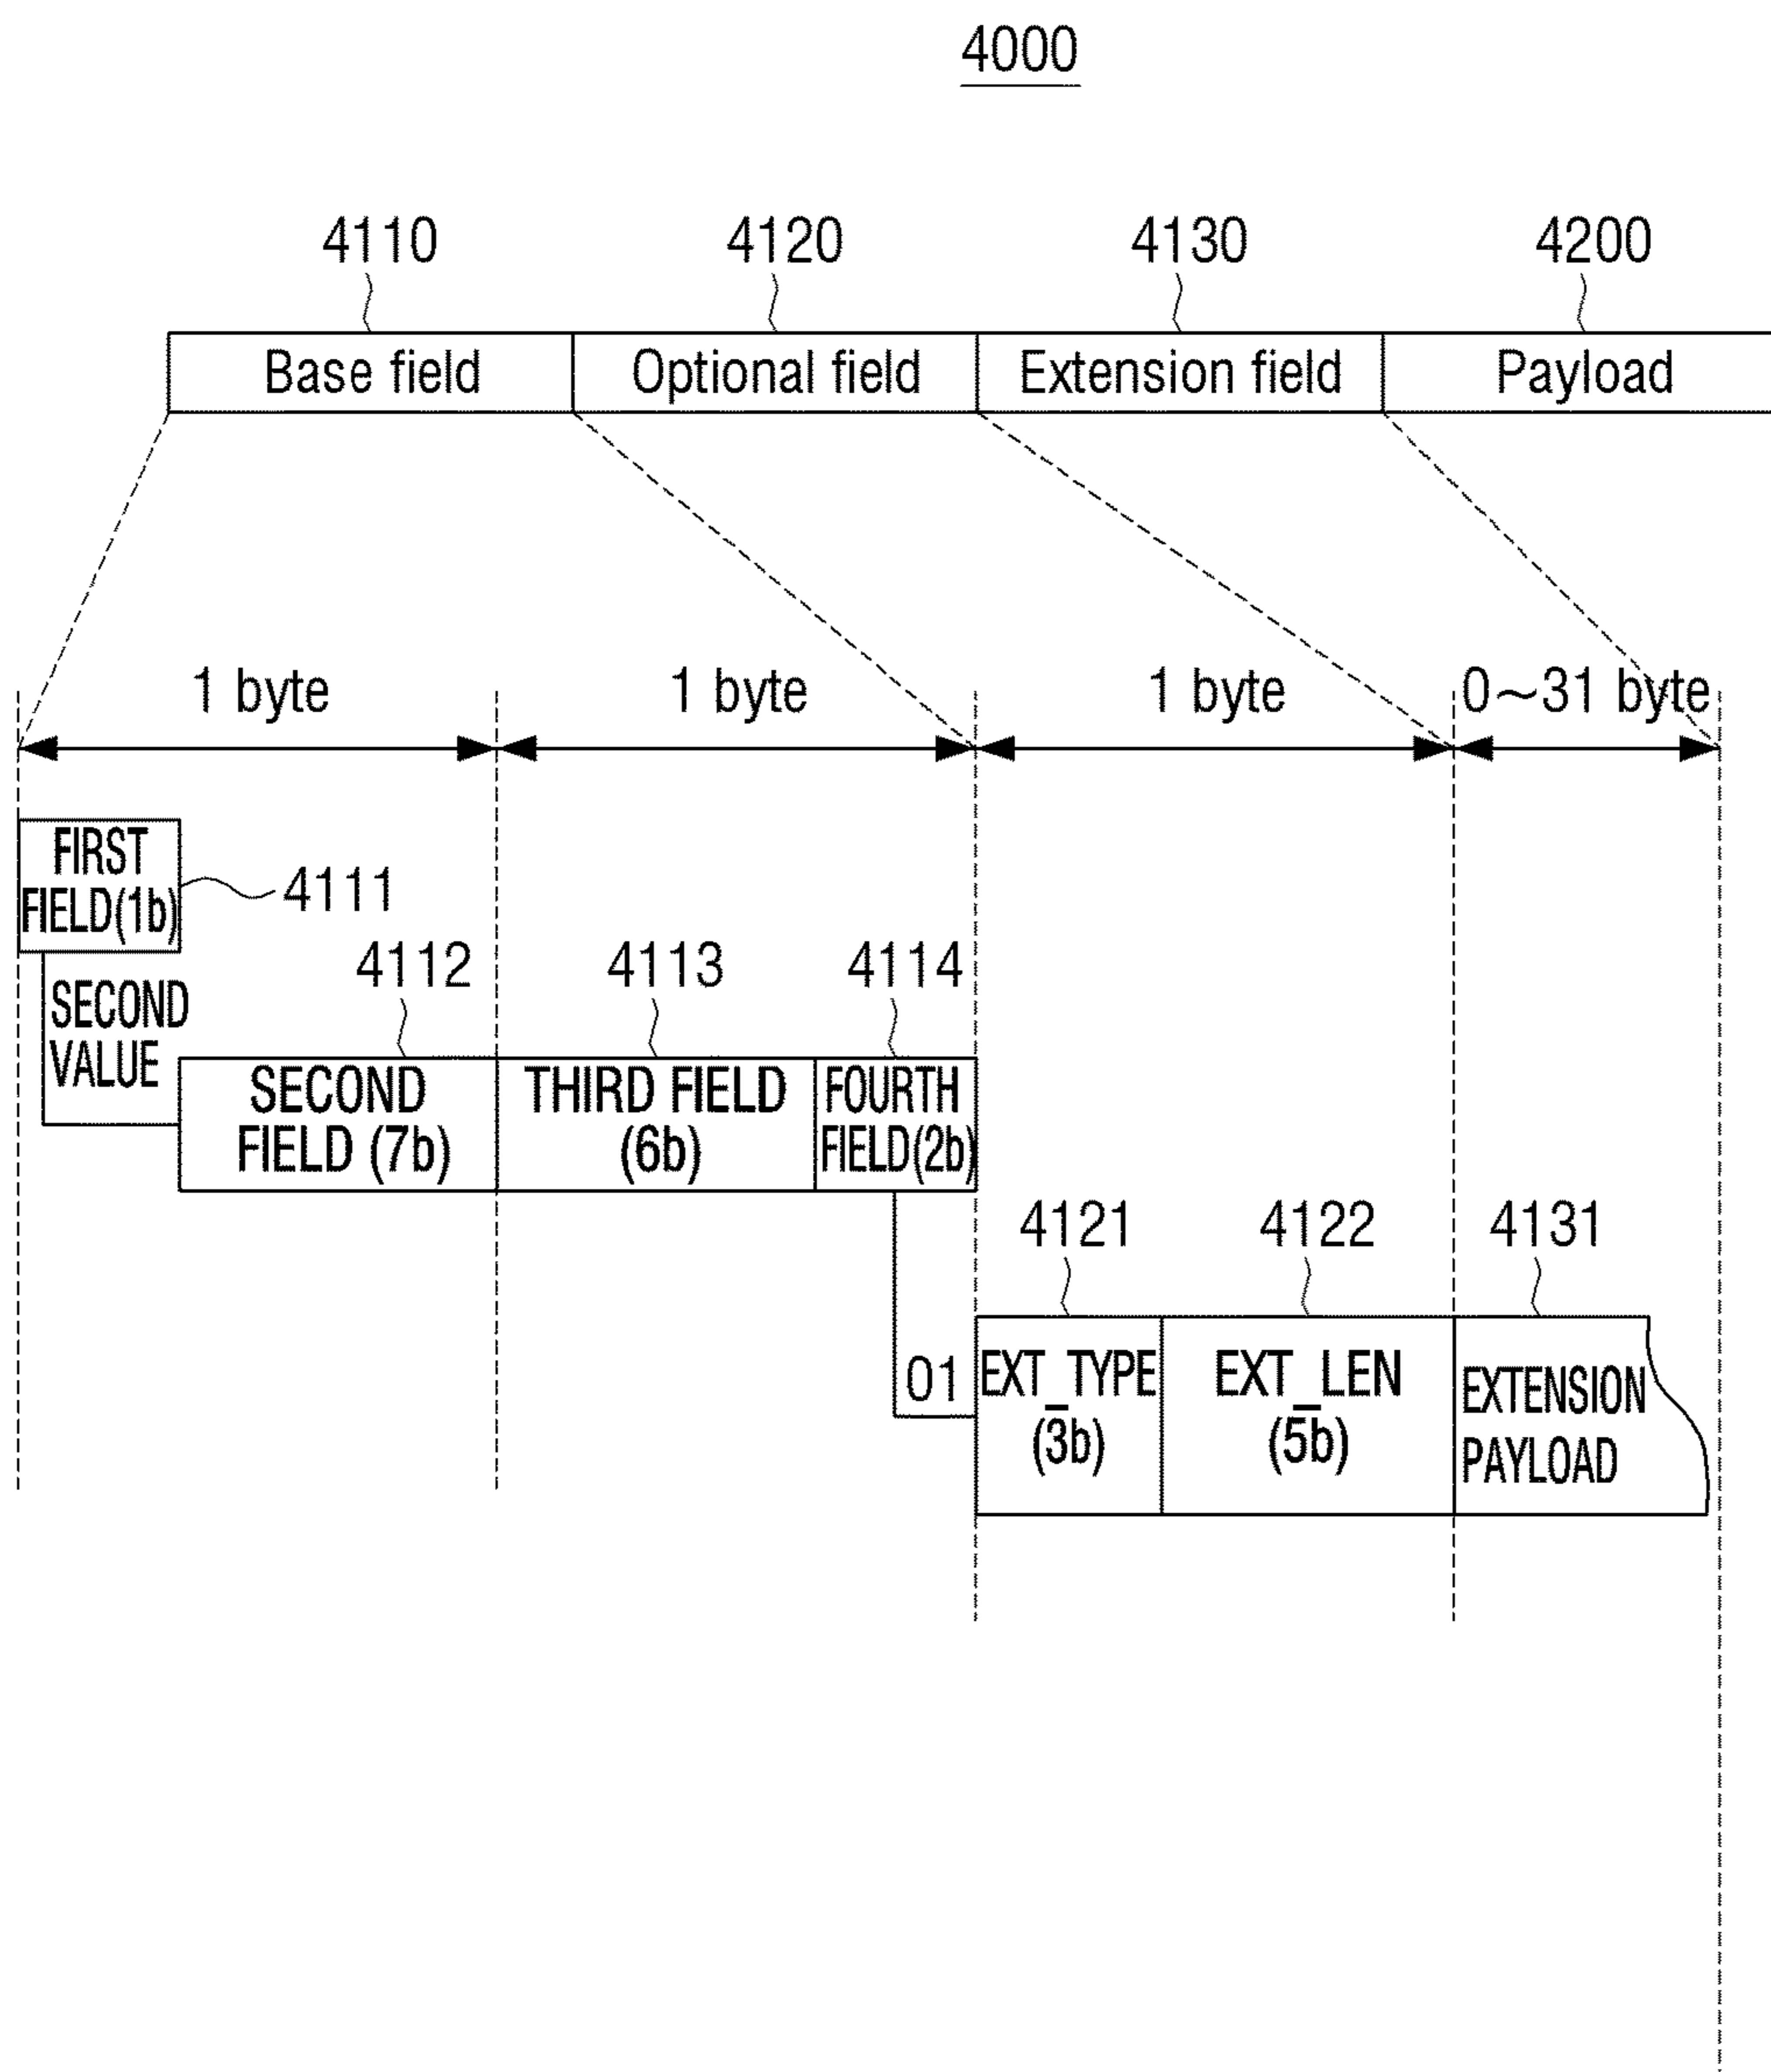 4000
4110 4120 4130 4200
Base field Optional field Extension field Payload
1 byte 1 byte 1 byte 0~31 byte
FIRST
FIELD(1b)
4111
SECOND
VALUE
4112 4113 4114
SECOND
FIELD (7b)
THIRD FIELD
(6b)
FOURTH
FIELD(2b)
01
4121 4122 4131
EXT_TYPE
(3b)
EXT_LEN
(5b)
EXTENSION
PAYLOAD